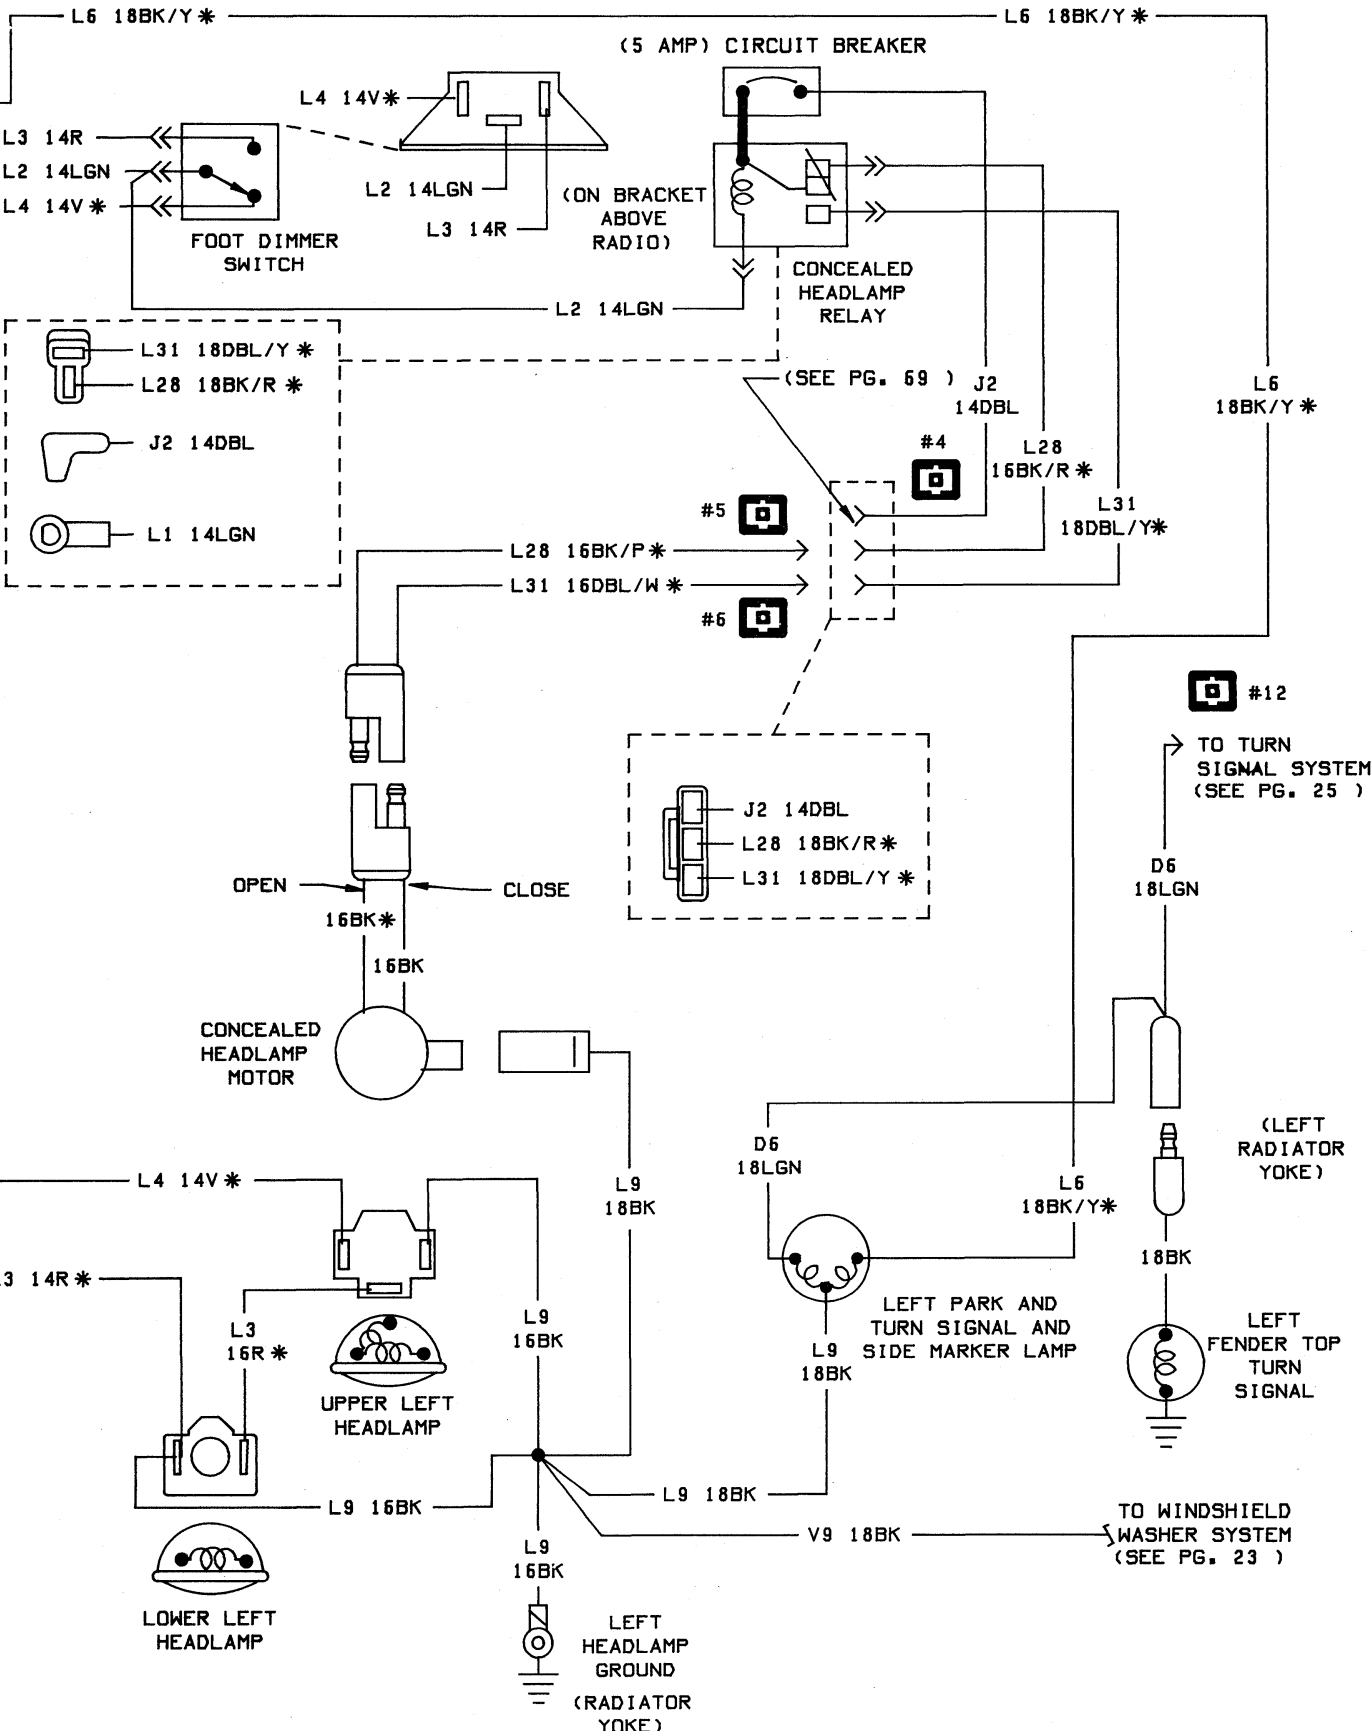 L6 18BK/Y*
L6 18BK/Y*
(5 AMP) CIRCUIT BREAKER
L4 14V*
L3 14R
L2 14LGN
L4 14V*
L2 14LGN
L3 14R
(ON BRACKET
ABOVE
RADIO)
FOOT DIMMER
SWITCH
CONCEALED
HEADLAMP
RELAY
L2 14LGN
L31 18DBL/Y*
L28 18BK/R*
J2 14DBL
L1 14LGN
(SEE PG. 69 )
J2
14DBL
L6
18BK/Y*
#4
L28
16BK/R*
L31
18DBL/Y*
#5
L28 16BK/P*
L31 16DBL/W*
#6
#12
TO TURN
SIGNAL SYSTEM
(SEE PG. 25 )
J2 14DBL
L28 18BK/R*
L31 18DBL/Y*
OPEN
CLOSE
16BK*
16BK
D6
18LGN
CONCEALED
HEADLAMP
MOTOR
(LEFT
RADIATOR
YOKE)
D6
18LGN
L4 14V*
L9
18BK
L6
18BK/Y*
18BK
3 14R*
L3
16R*
L9
16BK
LEFT PARK AND
TURN SIGNAL AND
SIDE MARKER LAMP
L9
18BK
LEFT
FENDER TOP
TURN
SIGNAL
UPPER LEFT
HEADLAMP
L9 16BK
L9 18BK
V9 18BK
TO WINDSHIELD
WASHER SYSTEM
(SEE PG. 23 )
L9
16BK
LOWER LEFT
HEADLAMP
LEFT
HEADLAMP
GROUND
(RADIATOR
YOKE)